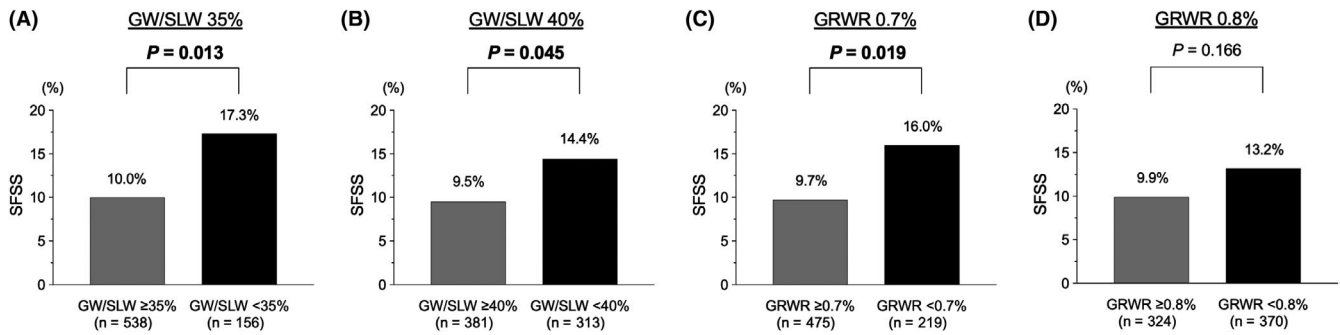 (A)
GW/SLW 35%
P = 0.013
(%)
20
15
10
5
0
SFSS
10.0%
17.3%
GW/SLW ≥35%
(n = 538)
GW/SLW <35%
(n = 156)
(B)
GW/SLW 40%
P = 0.045
(%)
20
15
10
5
0
SFSS
9.5%
14.4%
GW/SLW ≥40%
(n = 381)
GW/SLW <40%
(n = 313)
(C)
GRWR 0.7%
P = 0.019
(%)
20
15
10
5
0
SFSS
9.7%
16.0%
GRWR ≥0.7%
(n = 475)
GRWR <0.7%
(n = 219)
(D)
GRWR 0.8%
P = 0.166
(%)
20
15
10
5
0
SFSS
9.9%
13.2%
GRWR ≥0.8%
(n = 324)
GRWR <0.8%
(n = 370)